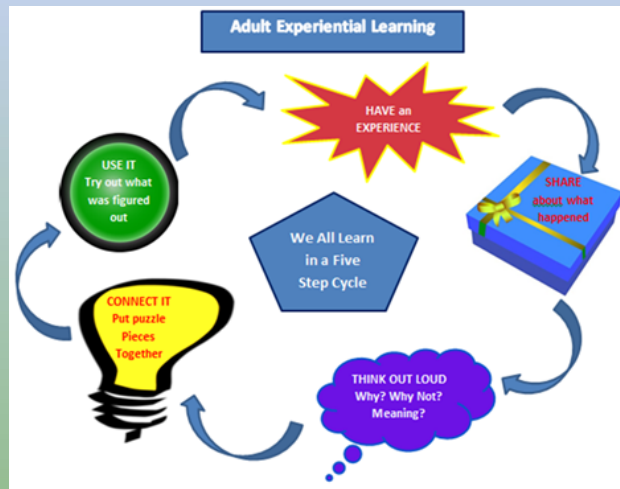 Adult Experiential Learning
HAVE an
EXPERIENCE
SHARE
about what
happened
THINK OUT LOUD
Why? Why Not?
Meaning?
CONNECT IT
Put puzzle
Pieces
Together
USE IT
Try out what
was figured
out
We All Learn
in a Five
Step Cycle